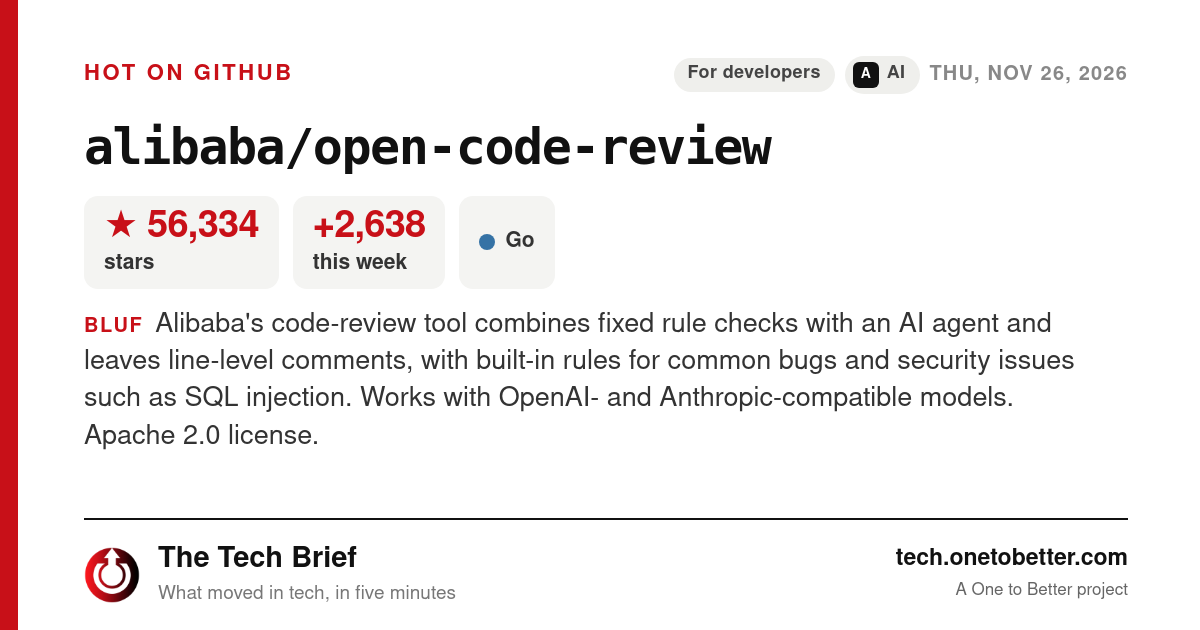 HOT ON GITHUB
For developers
A AI
THU, NOV 26, 2026
alibaba/open-code-review
★ 56,334
stars
+2,638
this week
Go
BLUF Alibaba's code-review tool combines fixed rule checks with an AI agent and
leaves line-level comments, with built-in rules for common bugs and security issues
such as SQL injection. Works with OpenAI- and Anthropic-compatible models.
Apache 2.0 license.
The Tech Brief
What moved in tech, in five minutes
tech.onetobetter.com
A One to Better project